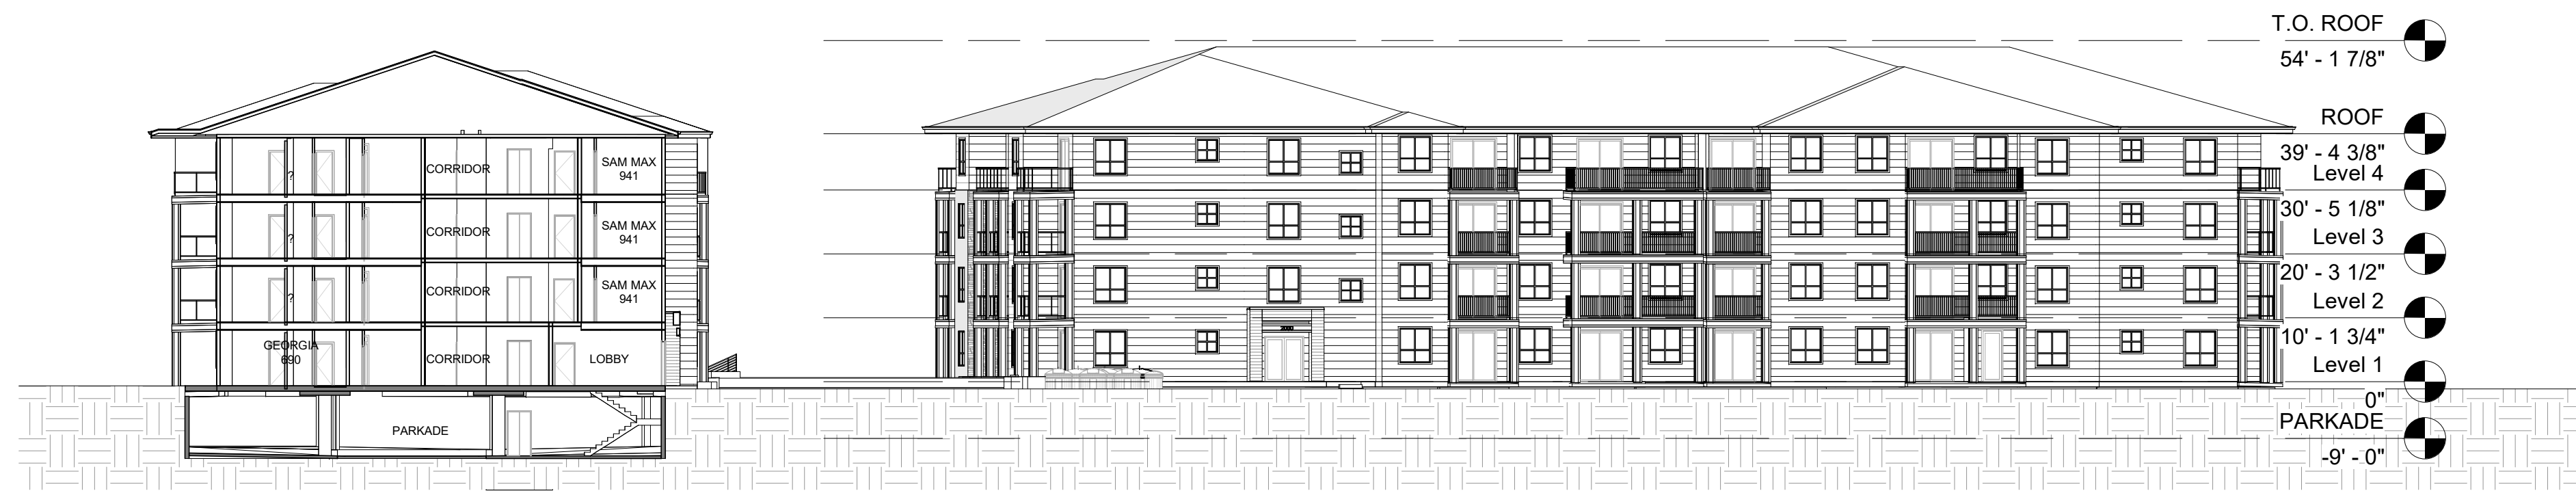 SAM MAX
941
CORRIDOR
?
SAM MAX
941
CORRIDOR
?
SAM MAX
941
CORRIDOR
?
GEORGIA
690
CORRIDOR
LOBBY
PARKADE
T.O. ROOF
54' - 1 7/8"
ROOF
39' - 4 3/8"
Level 4
30' - 5 1/8"
Level 3
20' - 3 1/2"
Level 2
10' - 1 3/4"
Level 1
0"
PARKADE
-9' - 0"